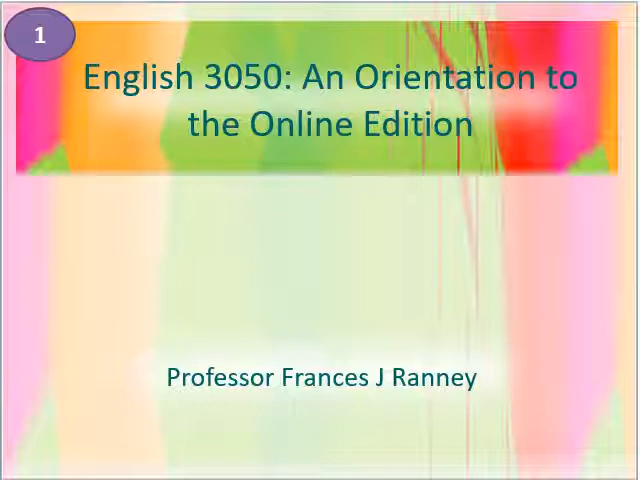 1
English 3050: An Orientation to
the Online Edition
Professor Frances J Ranney